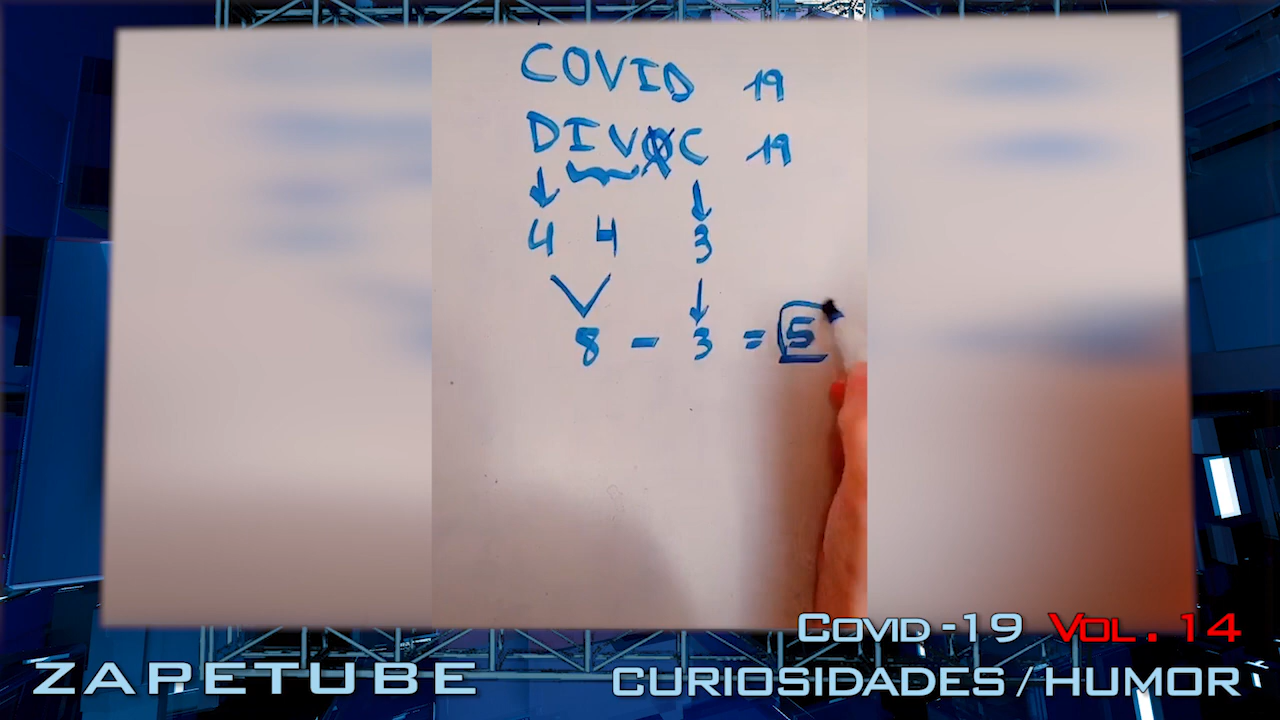 COVID 19
DIVOC 19
4 4 3
8 - 3 = 5
COVID-19 VOL. 14
ZAPETUBE
CURIOSIDADES / HUMOR